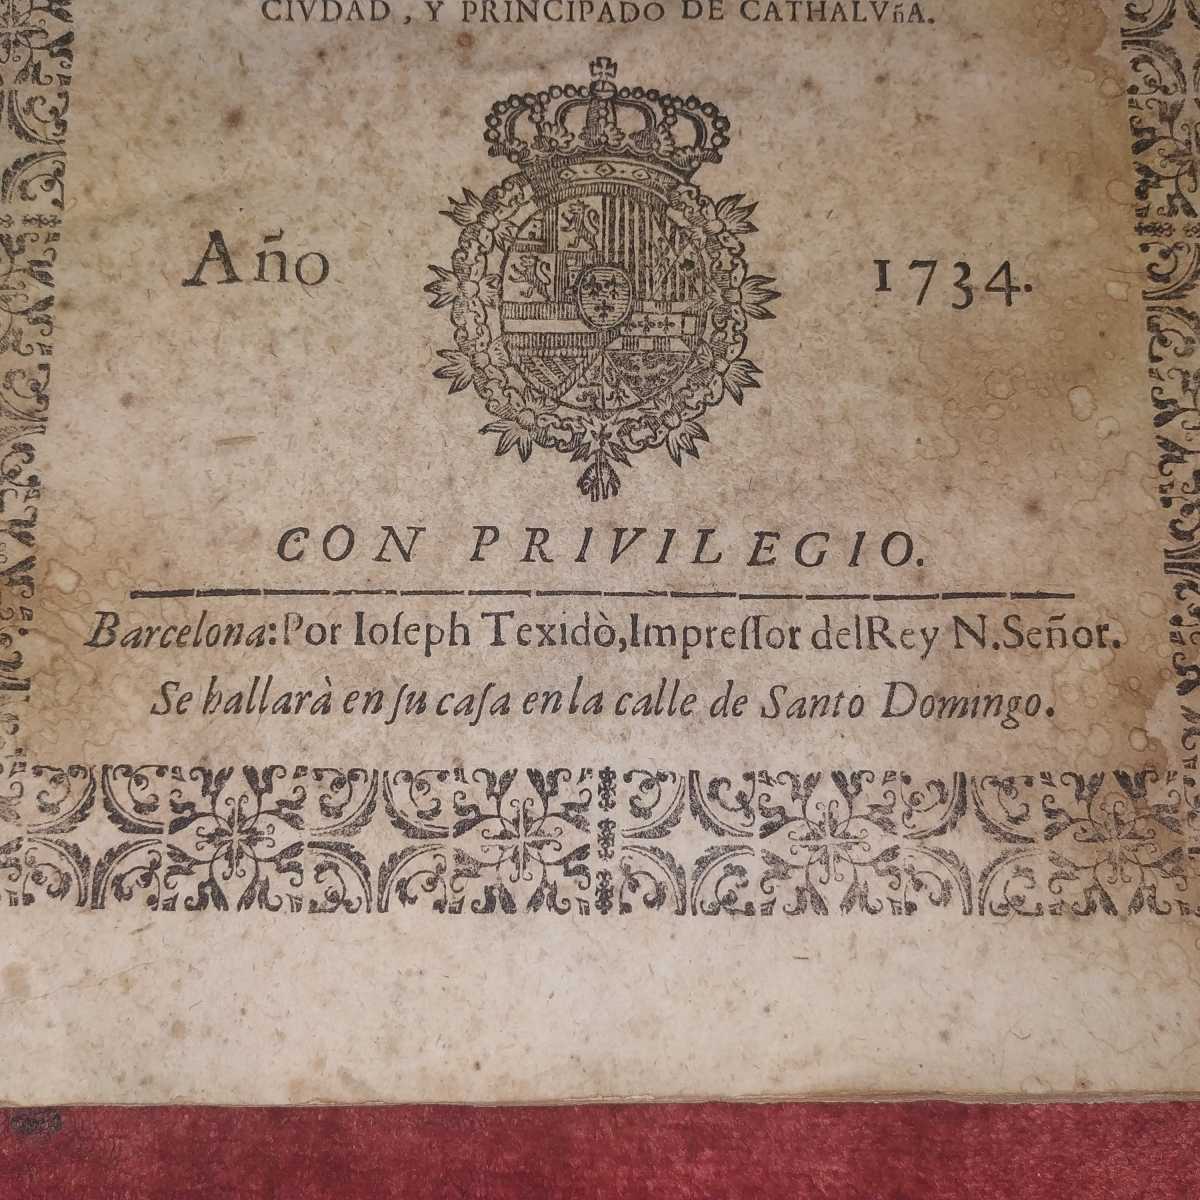 CIVDAD, Y PRINCIPADO DE CATHALVñA.
Año 1734.
CON PRIVILEGIO.
Barcelona: Por Ioſeph Texidò, Impreſſor del Rey N. Señor.
Se hallarà en ſu caſa en la calle de Santo Domingo.